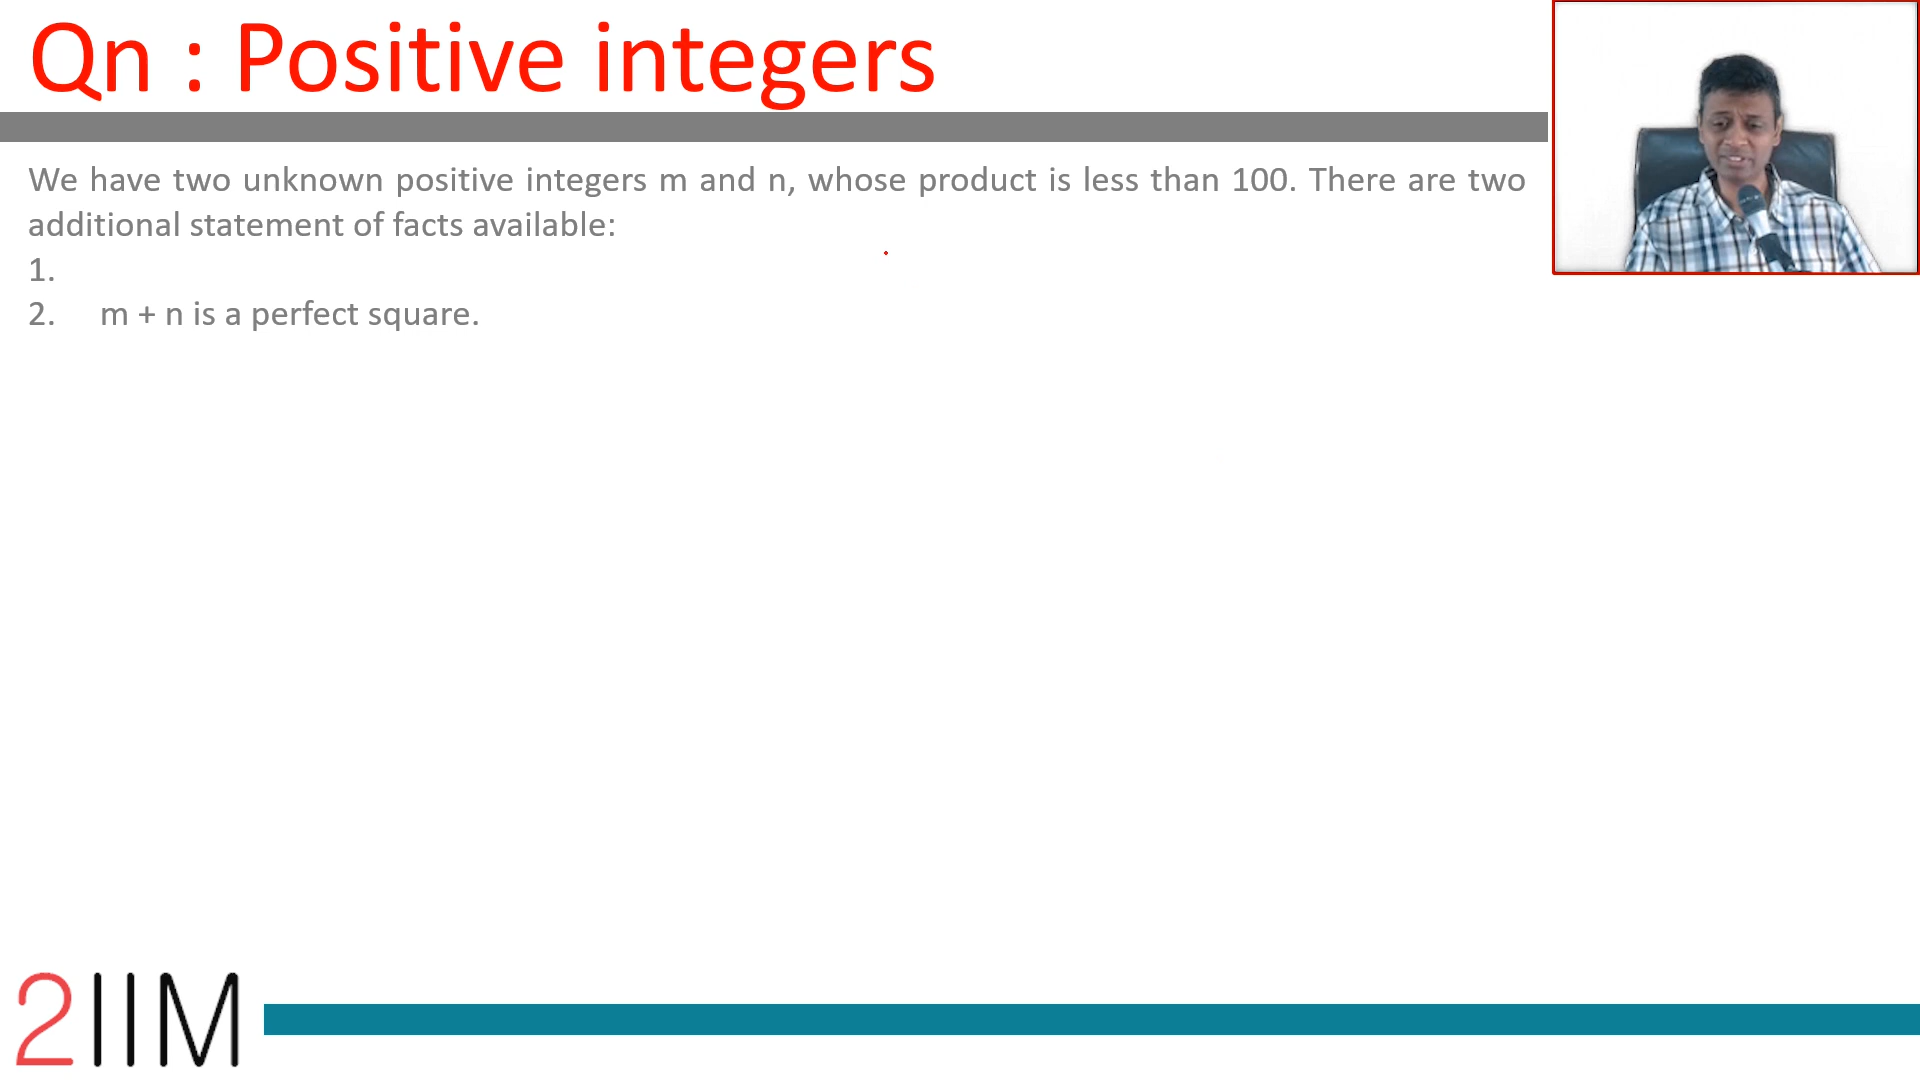 Qn : Positive integers
We have two unknown positive integers m and n, whose product is less than 100. There are two
additional statement of facts available:
1.
2. m + n is a perfect square.
2IIM